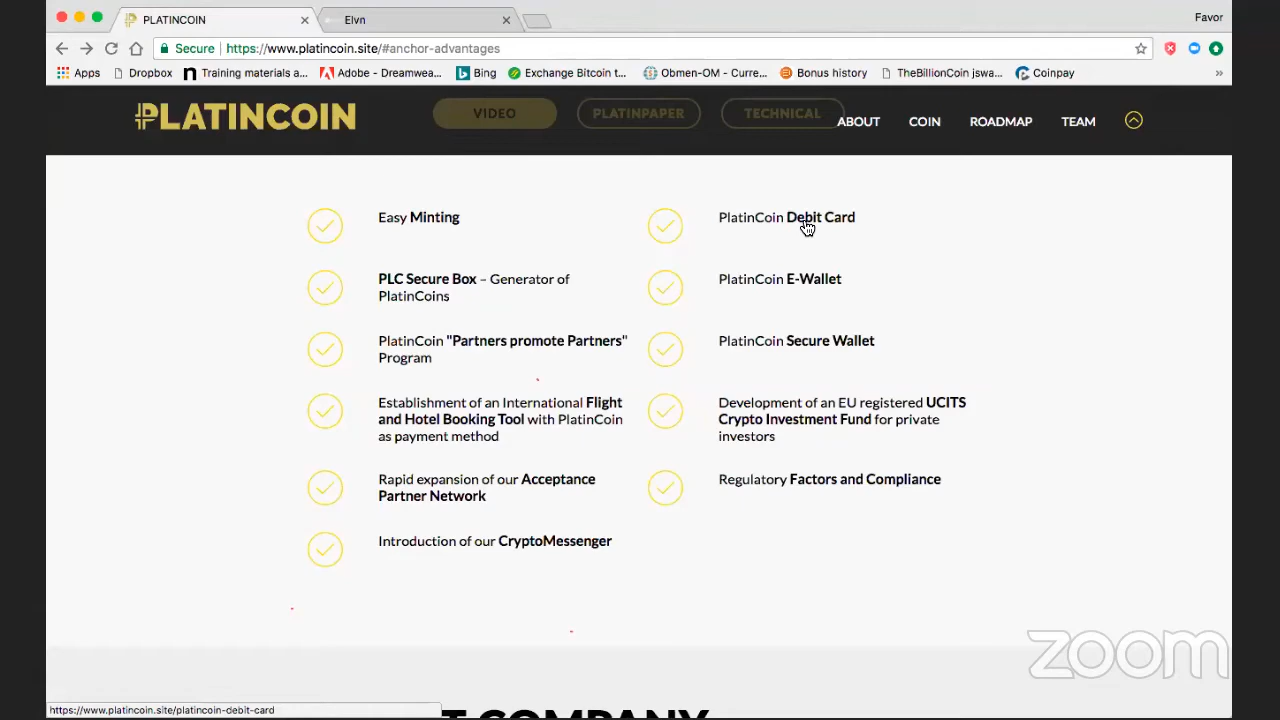 PLATINCOIN
Elvn
Favor
Secure
https://www.platincoin.site/#anchor-advantages
Apps
Dropbox
Training materials a...
Adobe - Dreamwea...
Bing
Exchange Bitcoin t...
Obmen-OM - Curre...
Bonus history
TheBillionCoin jswa...
Coinpay
»
PLATINCOIN
VIDEO
PLATINPAPER
TECHNICAL
ABOUT
COIN
ROADMAP
TEAM
Easy Minting
PLC Secure Box – Generator of
PlatinCoins
PlatinCoin "Partners promote Partners"
Program
Establishment of an International Flight
and Hotel Booking Tool with PlatinCoin
as payment method
Rapid expansion of our Acceptance
Partner Network
Introduction of our CryptoMessenger
PlatinCoin Debit Card
PlatinCoin E-Wallet
PlatinCoin Secure Wallet
Development of an EU registered UCITS
Crypto Investment Fund for private
investors
Regulatory Factors and Compliance
zoom
https://www.platincoin.site/platincoin-debit-card
T COMPANY